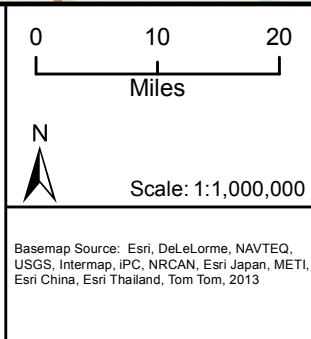 0 10 20
Miles
N
Scale: 1:1,000,000
Basemap Source: Esri, DeLeLorme, NAVTEQ,
USGS, Intermap, iPC, NRCAN, Esri Japan, METI,
Esri China, Esri Thailand, Tom Tom, 2013